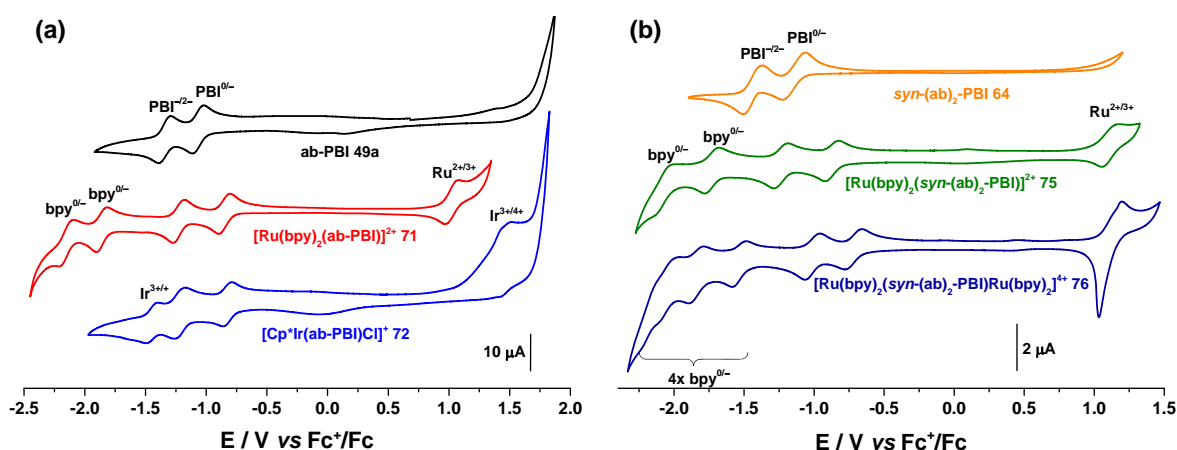 (a)
PBI⁻/²⁻
PBI⁰/⁻
ab-PBI 49a
bpy⁰/⁻
bpy⁰/⁻
Ru²⁺/³⁺
[Ru(bpy)₂(ab-PBI)]²⁺ 71
Ir³⁺/⁴⁺
Ir³⁺/⁺
[Cp*Ir(ab-PBI)Cl]⁺ 72
10 µA
-2.5 -2.0 -1.5 -1.0 -0.5 0.0 0.5 1.0 1.5 2.0
E / V vs Fc⁺/Fc
(b)
PBI⁻/²⁻
PBI⁰/⁻
syn-(ab)₂-PBI 64
bpy⁰/⁻
bpy⁰/⁻
Ru²⁺/³⁺
[Ru(bpy)₂(syn-(ab)₂-PBI)]²⁺ 75
[Ru(bpy)₂(syn-(ab)₂-PBI)Ru(bpy)₂]⁴⁺ 76
4x bpy⁰/⁻
2 µA
-2.0 -1.5 -1.0 -0.5 0.0 0.5 1.0 1.5
E / V vs Fc⁺/Fc